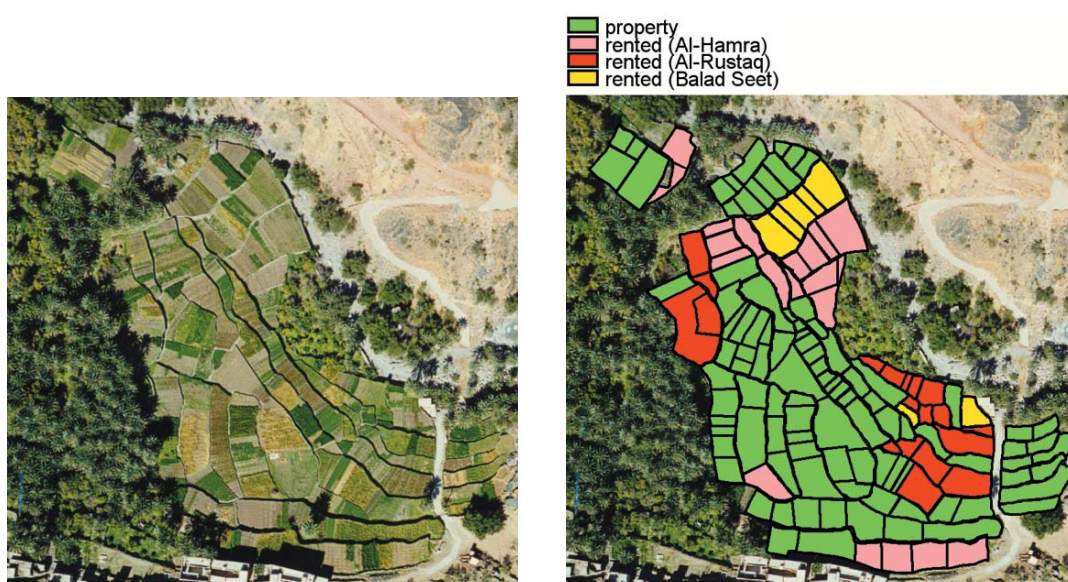 property
rented (Al-Hamra)
rented (Al-Rustaq)
rented (Balad Seet)